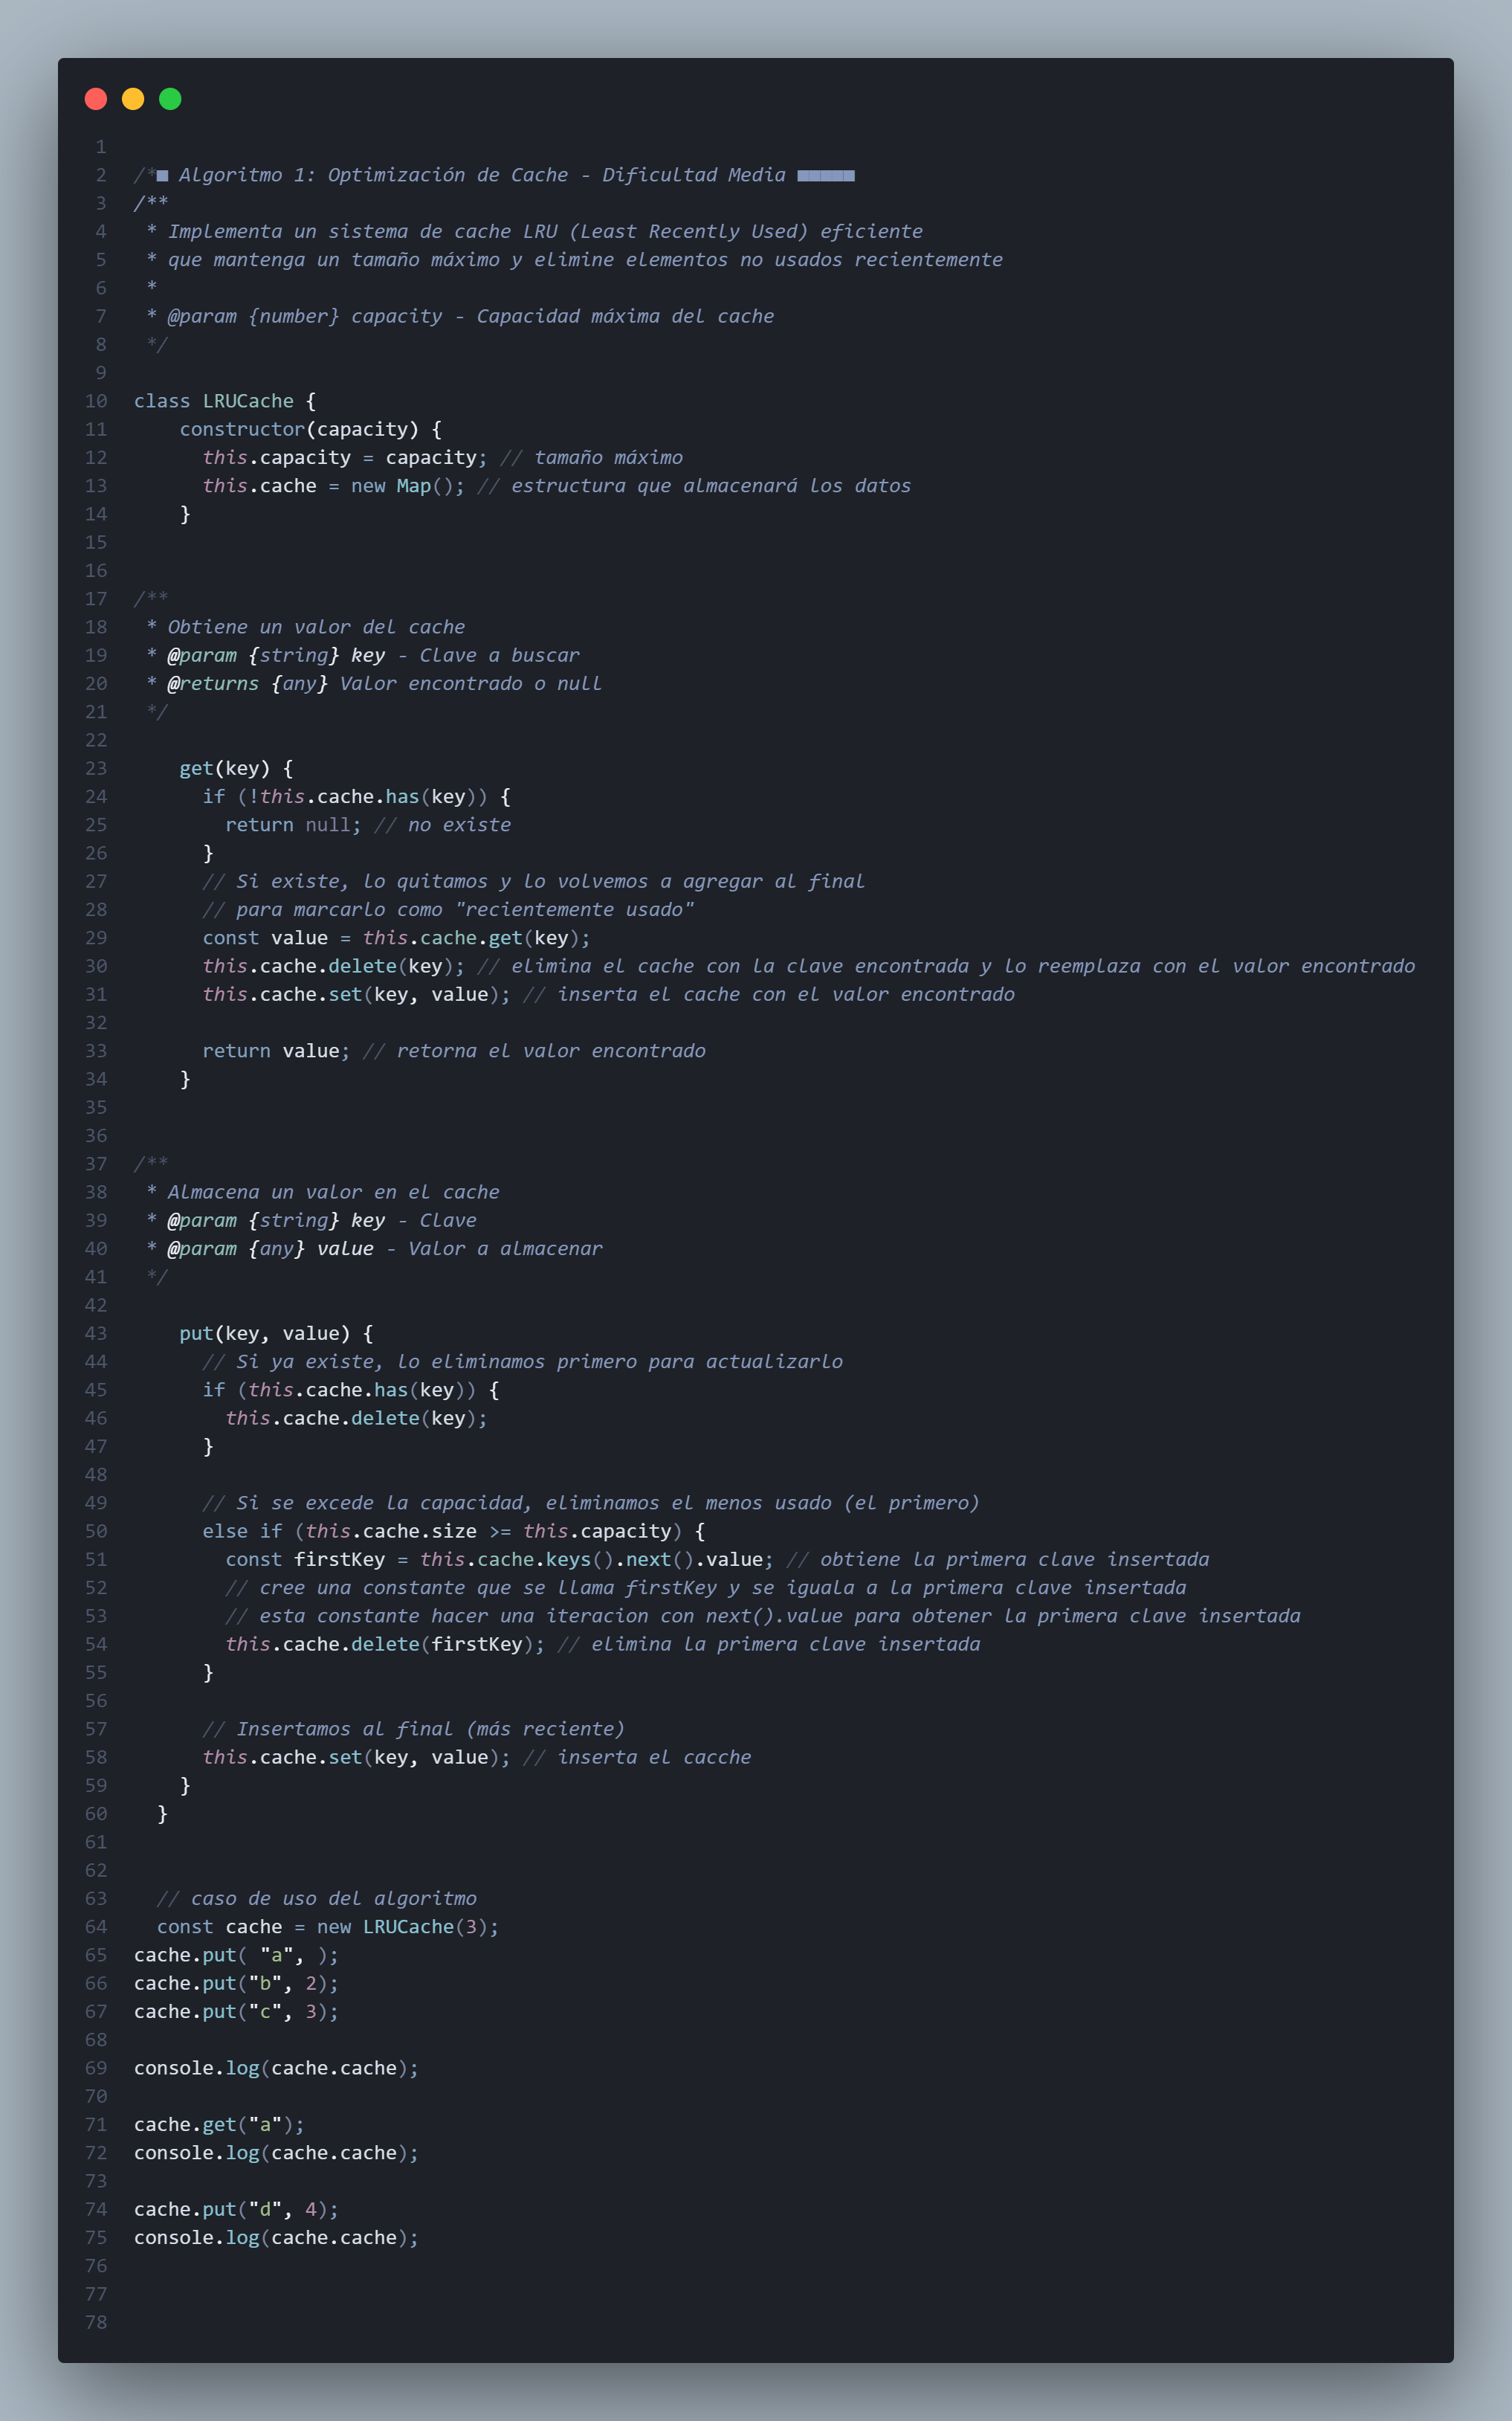 1
2 /*■ Algoritmo 1: Optimización de Cache - Dificultad Media ■■■■■
3 /**
4  * Implementa un sistema de cache LRU (Least Recently Used) eficiente
5  * que mantenga un tamaño máximo y elimine elementos no usados recientemente
6  *
7  * @param {number} capacity - Capacidad máxima del cache
8  */
9
10 class LRUCache {
11     constructor(capacity) {
12       this.capacity = capacity; // tamaño máximo
13       this.cache = new Map(); // estructura que almacenará los datos
14     }
15
16
17 /**
18  * Obtiene un valor del cache
19  * @param {string} key - Clave a buscar
20  * @returns {any} Valor encontrado o null
21  */
22
23     get(key) {
24       if (!this.cache.has(key)) {
25         return null; // no existe
26       }
27       // Si existe, lo quitamos y lo volvemos a agregar al final
28       // para marcarlo como "recientemente usado"
29       const value = this.cache.get(key);
30       this.cache.delete(key); // elimina el cache con la clave encontrada y lo reemplaza con el valor encontrado
31       this.cache.set(key, value); // inserta el cache con el valor encontrado
32
33       return value; // retorna el valor encontrado
34     }
35
36
37 /**
38  * Almacena un valor en el cache
39  * @param {string} key - Clave
40  * @param {any} value - Valor a almacenar
41  */
42
43     put(key, value) {
44       // Si ya existe, lo eliminamos primero para actualizarlo
45       if (this.cache.has(key)) {
46         this.cache.delete(key);
47       }
48
49       // Si se excede la capacidad, eliminamos el menos usado (el primero)
50       else if (this.cache.size >= this.capacity) {
51         const firstKey = this.cache.keys().next().value; // obtiene la primera clave insertada
52         // cree una constante que se llama firstKey y se iguala a la primera clave insertada
53         // esta constante hacer una iteracion con next().value para obtener la primera clave insertada
54         this.cache.delete(firstKey); // elimina la primera clave insertada
55       }
56
57       // Insertamos al final (más reciente)
58       this.cache.set(key, value); // inserta el cacche
59     }
60   }
61
62
63   // caso de uso del algoritmo
64   const cache = new LRUCache(3);
65 cache.put( "a", );
66 cache.put("b", 2);
67 cache.put("c", 3);
68
69 console.log(cache.cache);
70
71 cache.get("a");
72 console.log(cache.cache);
73
74 cache.put("d", 4);
75 console.log(cache.cache);
76
77
78